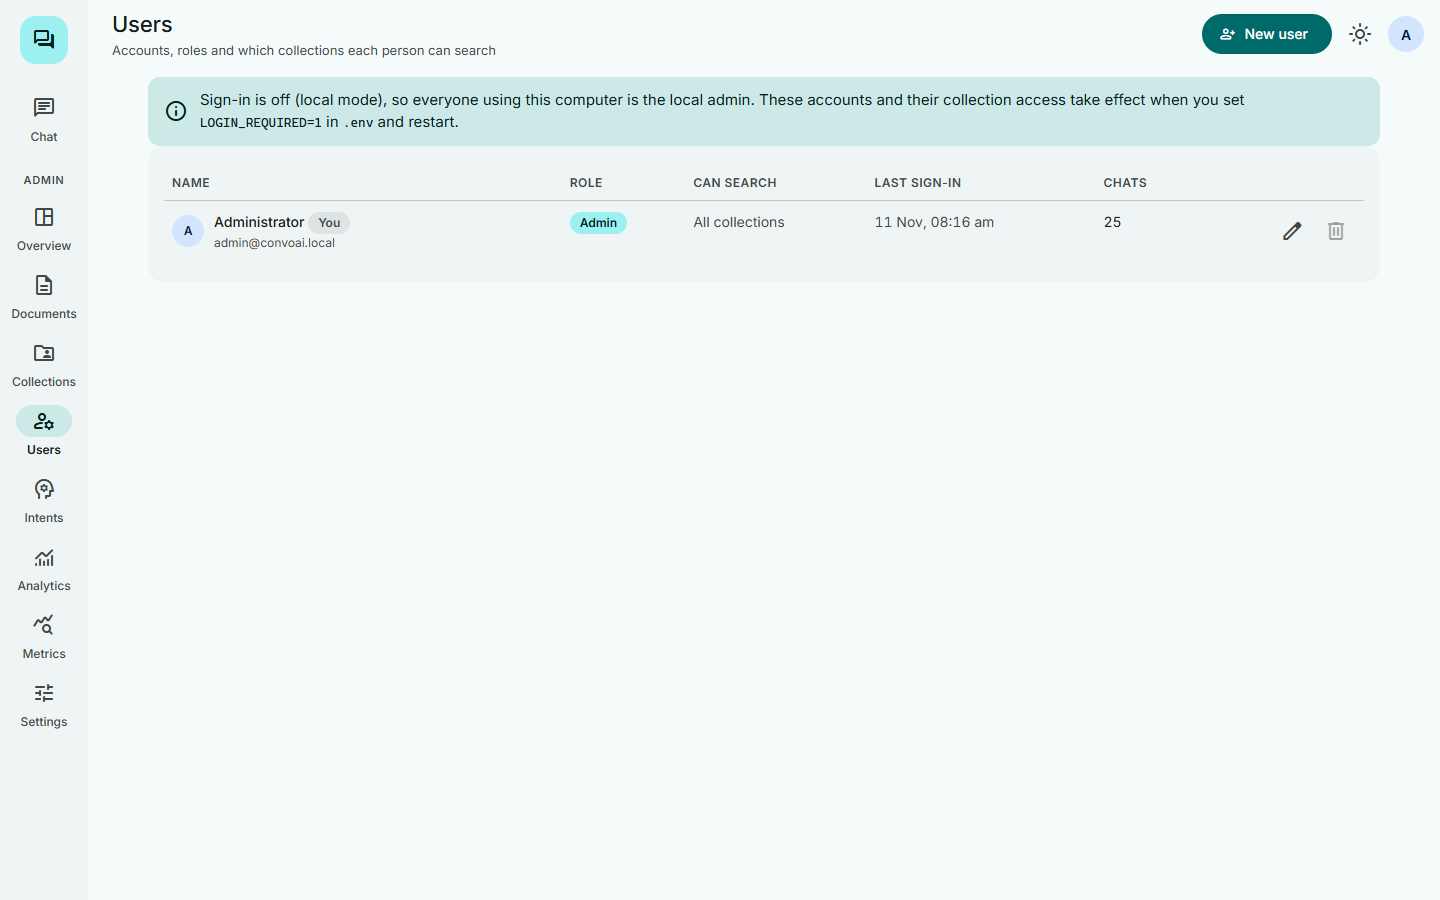 Users
Accounts, roles and which collections each person can search
New user
A
Chat
ADMIN
Overview
Documents
Collections
Users
Intents
Analytics
Metrics
Settings
Sign-in is off (local mode), so everyone using this computer is the local admin. These accounts and their collection access take effect when you set
LOGIN_REQUIRED=1 in .env and restart.
NAME ROLE CAN SEARCH LAST SIGN-IN CHATS
A Administrator You Admin All collections 11 Nov, 08:16 am 25
admin@convoai.local